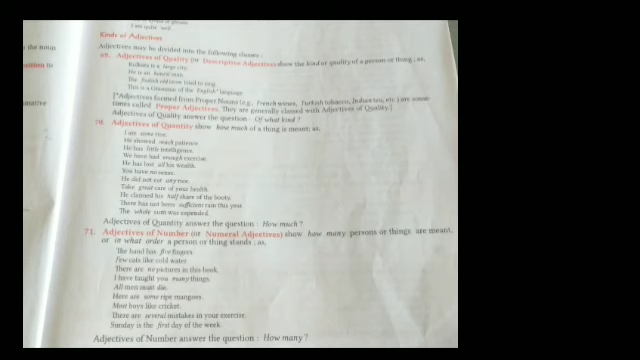 I am quite well
Kinds of Adjectives
the noun
Adjectives may be divided into the following classes :
69. Adjectives of Quality (or Descriptive Adjectives) show the kind or quality of a person or thing ; as,
Kolkata is a large city.
He is an honest man.
The foolish old crow tried to sing.
This is a Grammar of the English* language.
[*Adjectives formed from Proper Nouns (e.g., French wines, Turkish tobacco, Indian tea, etc.) are some-
times called Proper Adjectives. They are generally classed with Adjectives of Quality.]
Adjectives of Quality answer the question : Of what kind ?
70. Adjectives of Quantity show how much of a thing is meant; as,
I ate some rice.
He showed much patience.
He has little intelligence.
We have had enough exercise.
He has lost all his wealth.
You have no sense.
He did not eat any rice.
Take great care of your health.
He claimed his half share of the booty.
There has not been sufficient rain this year.
The whole sum was expended.
Adjectives of Quantity answer the question : How much ?
71. Adjectives of Number (or Numeral Adjectives) show how many persons or things are meant,
or in what order a person or thing stands ; as,
The hand has five fingers.
Few cats like cold water.
There are no pictures in this book.
I have taught you many things.
All men must die.
Here are some ripe mangoes.
Most boys like cricket.
There are several mistakes in your exercise.
Sunday is the first day of the week.
Adjectives of Number answer the question : How many ?